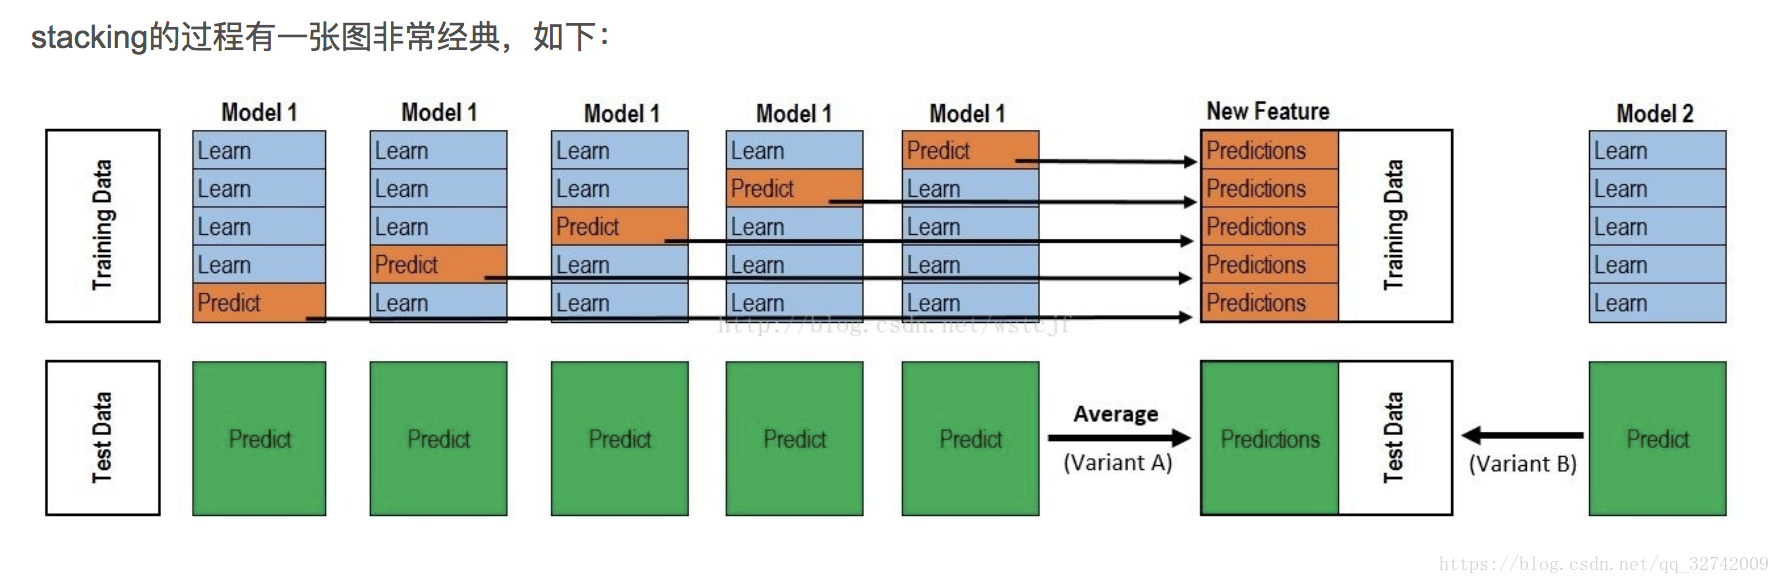 stacking的过程有一张图非常经典，如下：
Model 1 Model 1 Model 1 Model 1 Model 1 New Feature Model 2
Training Data
Learn Learn Learn Learn Predict Predictions Learn
Learn Learn Learn Predict Learn Predictions Learn
Learn Learn Predict Learn Learn Predictions Learn
Learn Predict Learn Learn Learn Predictions Learn
Predict Learn Learn Learn Learn Predictions Learn
Training Data
http://blog.csdn.net/wstcjf
Test Data
Predict Predict Predict Predict Predict Predictions Predict
Average
(Variant A)
Test Data
(Variant B)
https://blog.csdn.net/qq_32742009